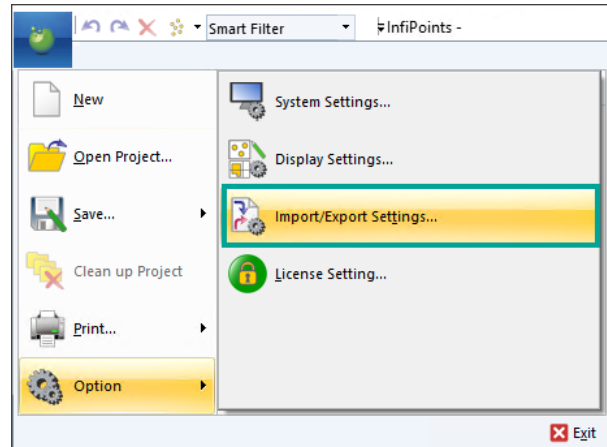 Smart Filter
InfiPoints -
New
Open Project...
Save...
Clean up Project
Print...
Option
System Settings...
Display Settings...
Import/Export Settings...
License Setting...
Exit